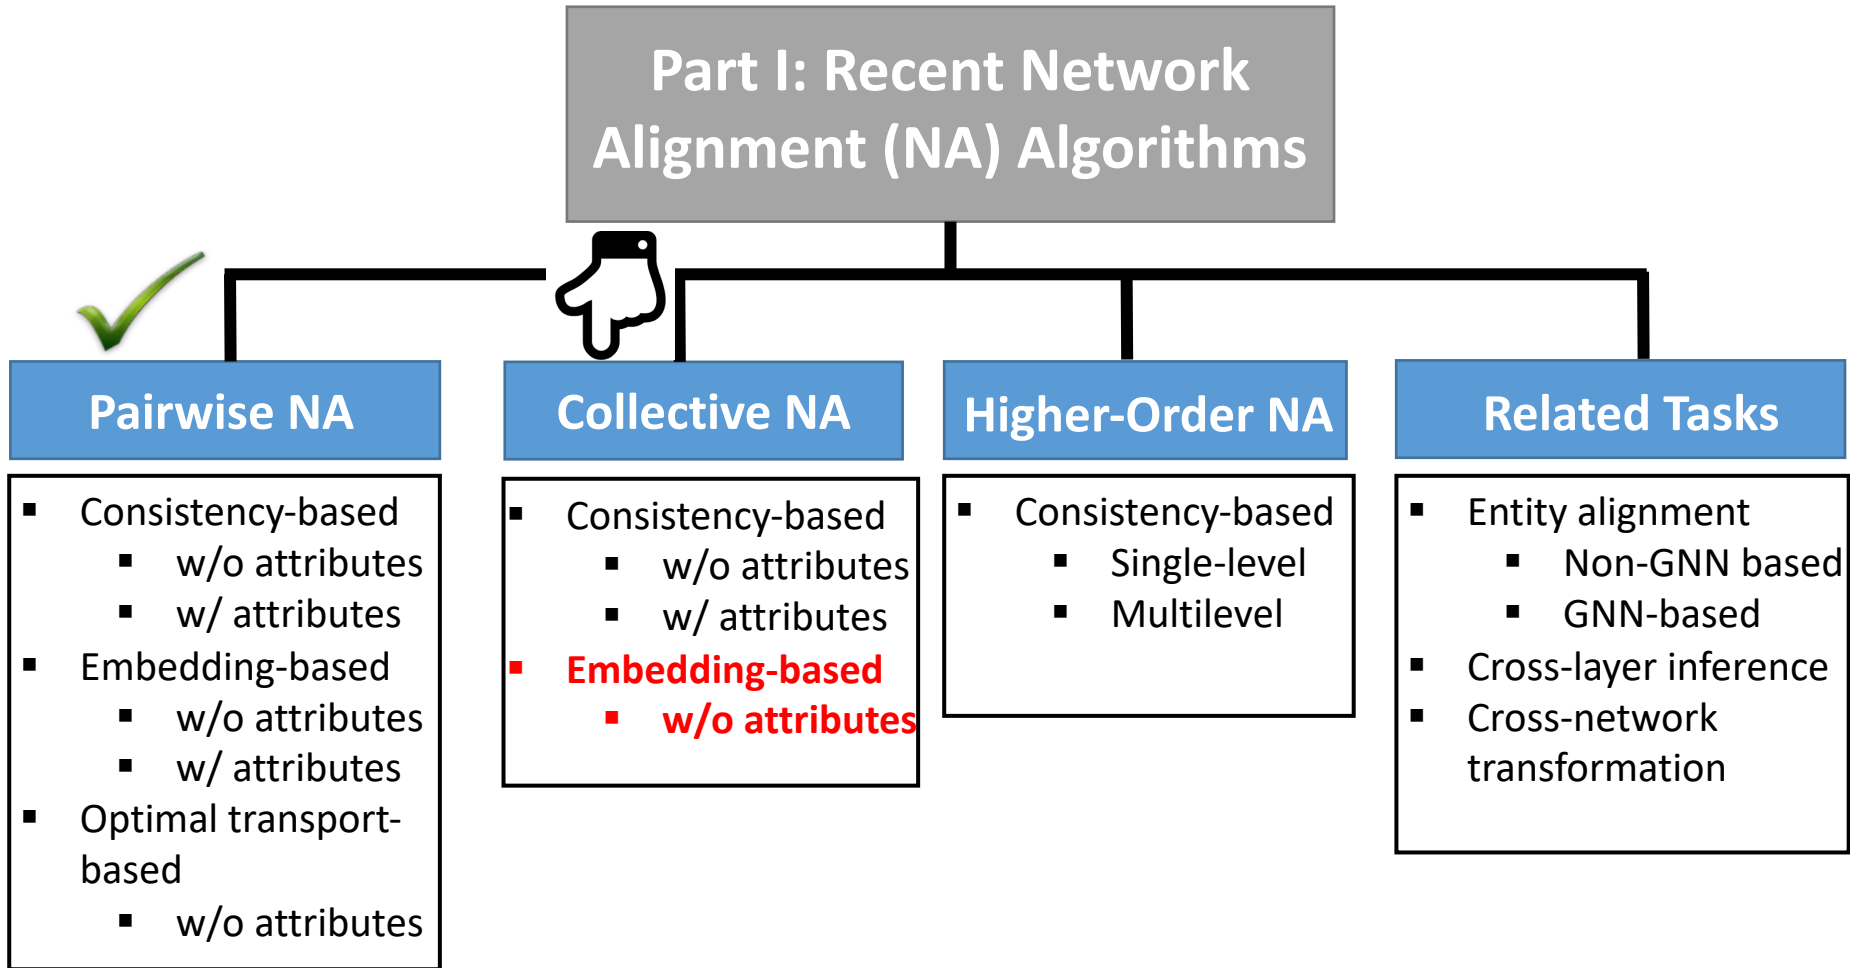 Part I: Recent Network
Alignment (NA) Algorithms
Pairwise NA
Consistency-based
w/o attributes
w/ attributes
Embedding-based
w/o attributes
w/ attributes
Optimal transport-
based
w/o attributes
Collective NA
Consistency-based
w/o attributes
w/ attributes
Embedding-based
w/o attributes
Higher-Order NA
Consistency-based
Single-level
Multilevel
Related Tasks
Entity alignment
Non-GNN based
GNN-based
Cross-layer inference
Cross-network
transformation